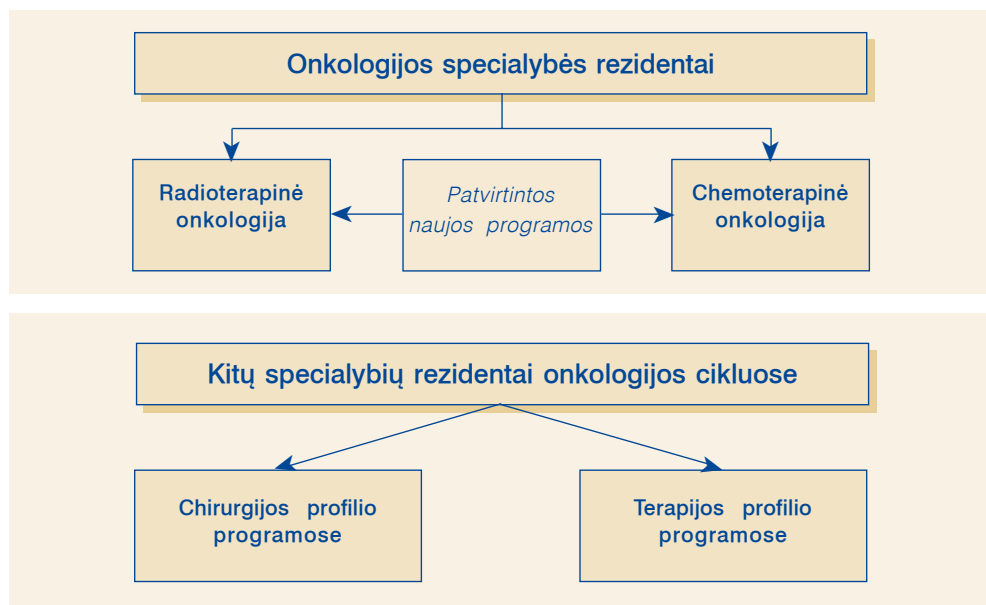 Onkologijos specialybės rezidentai
Radioterapinė
onkologija
Patvirtintos
naujos programos
Chemoterapinė
onkologija
Kitų specialybių rezidentai onkologijos cikluose
Chirurgijos profilio
programose
Terapijos profilio
programose